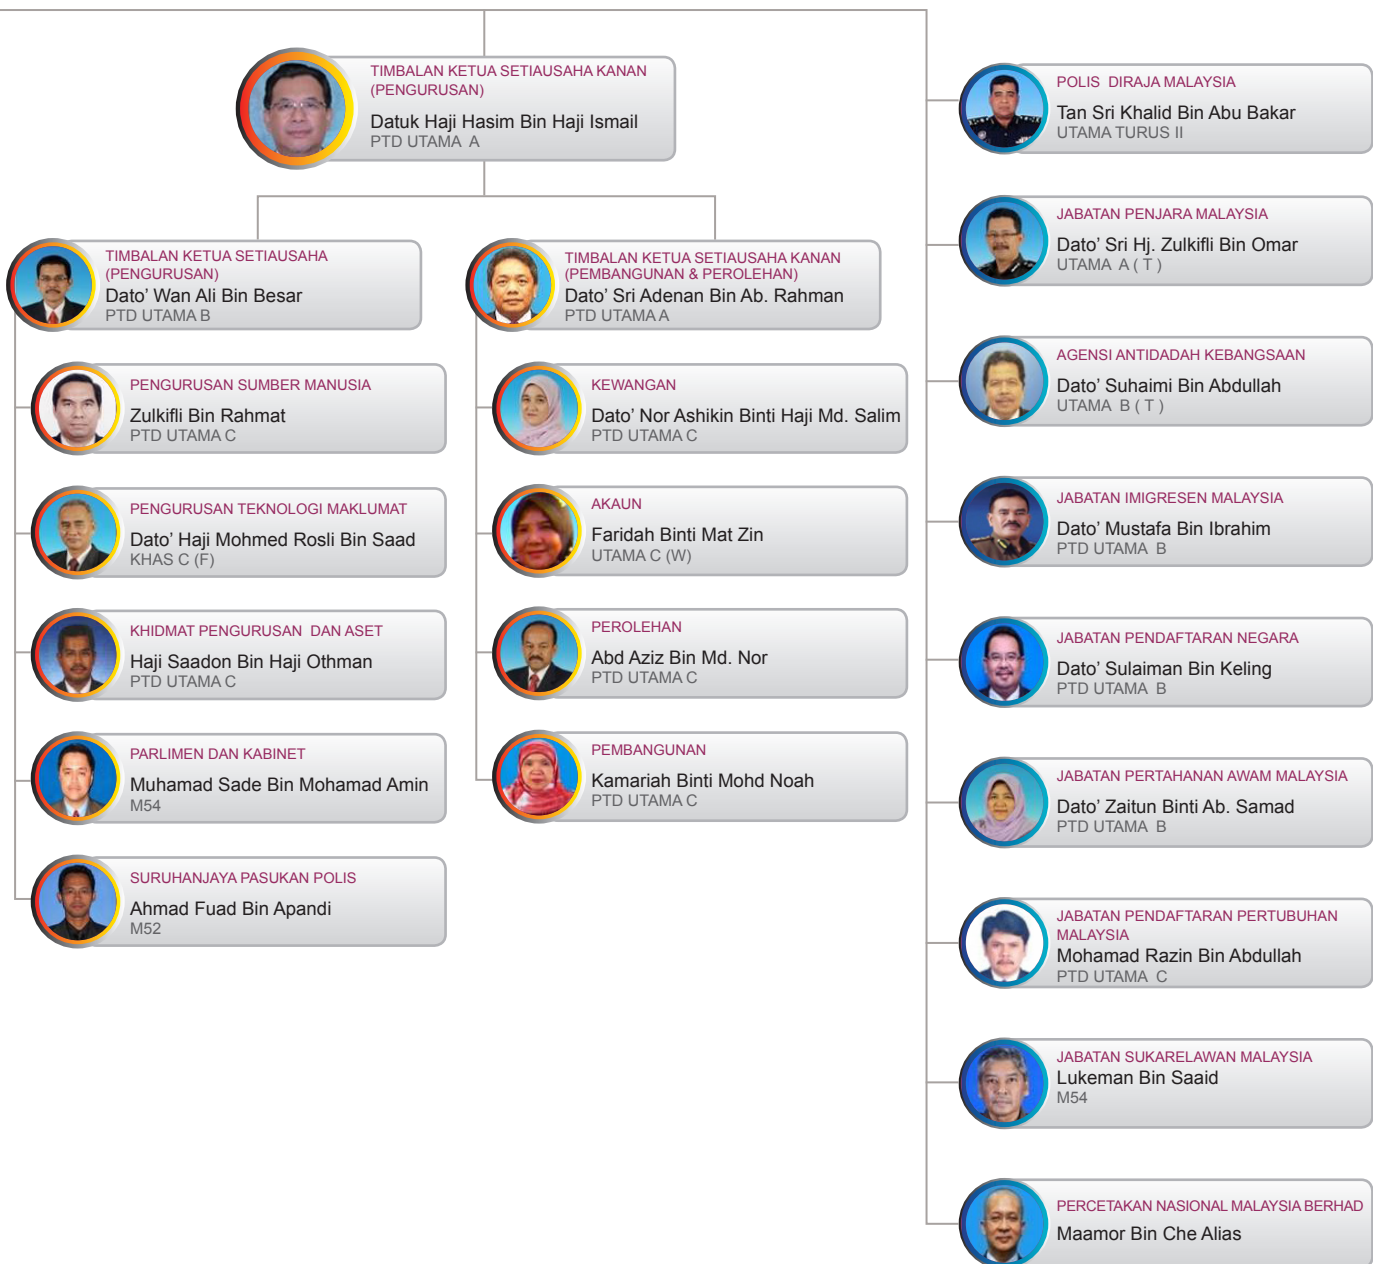 TIMBALAN KETUA SETIAUSAHA KANAN
(PENGURUSAN)
Datuk Haji Hasim Bin Haji Ismail
PTD UTAMA A
TIMBALAN KETUA SETIAUSAHA
(PENGURUSAN)
Dato' Wan Ali Bin Besar
PTD UTAMA B
PENGURUSAN SUMBER MANUSIA
Zulkifli Bin Rahmat
PTD UTAMA C
PENGURUSAN TEKNOLOGI MAKLUMAT
Dato' Haji Mohmed Rosli Bin Saad
KHAS C (F)
KHIDMAT PENGURUSAN DAN ASET
Haji Saadon Bin Haji Othman
PTD UTAMA C
PARLIMEN DAN KABINET
Muhamad Sade Bin Mohamad Amin
M54
SURUHANJAYA PASUKAN POLIS
Ahmad Fuad Bin Apandi
M52
TIMBALAN KETUA SETIAUSAHA KANAN
(PEMBANGUNAN & PEROLEHAN)
Dato' Sri Adenan Bin Ab. Rahman
PTD UTAMA A
KEWANGAN
Dato' Nor Ashikin Binti Haji Md. Salim
PTD UTAMA C
AKAUN
Faridah Binti Mat Zin
UTAMA C (W)
PEROLEHAN
Abd Aziz Bin Md. Nor
PTD UTAMA C
PEMBANGUNAN
Kamariah Binti Mohd Noah
PTD UTAMA C
POLIS DIRAJA MALAYSIA
Tan Sri Khalid Bin Abu Bakar
UTAMA TURUS II
JABATAN PENJARA MALAYSIA
Dato' Sri Hj. Zulkifli Bin Omar
UTAMA A ( T )
AGENSI ANTIDADAH KEBANGSAAN
Dato' Suhaimi Bin Abdullah
UTAMA B ( T )
JABATAN IMIGRESEN MALAYSIA
Dato' Mustafa Bin Ibrahim
PTD UTAMA B
JABATAN PENDAFTARAN NEGARA
Dato' Sulaiman Bin Keling
PTD UTAMA B
JABATAN PERTAHANAN AWAM MALAYSIA
Dato' Zaitun Binti Ab. Samad
PTD UTAMA B
JABATAN PENDAFTARAN PERTUBUHAN
MALAYSIA
Mohamad Razin Bin Abdullah
PTD UTAMA C
JABATAN SUKARELAWAN MALAYSIA
Lukeman Bin Saaid
M54
PERCETAKAN NASIONAL MALAYSIA BERHAD
Maamor Bin Che Alias